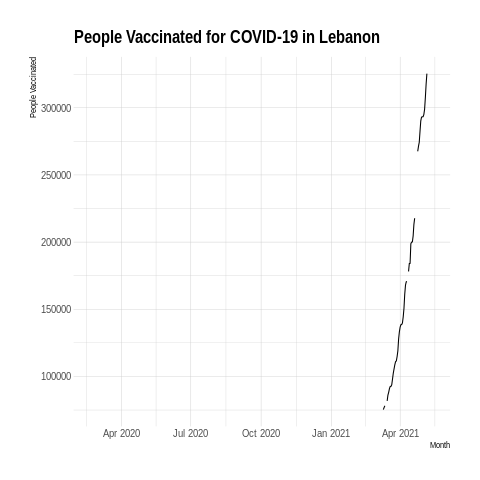 People Vaccinated for COVID-19 in Lebanon
People Vaccinated
300000
250000
200000
150000
100000
Apr 2020 Jul 2020 Oct 2020 Jan 2021 Apr 2021
Month